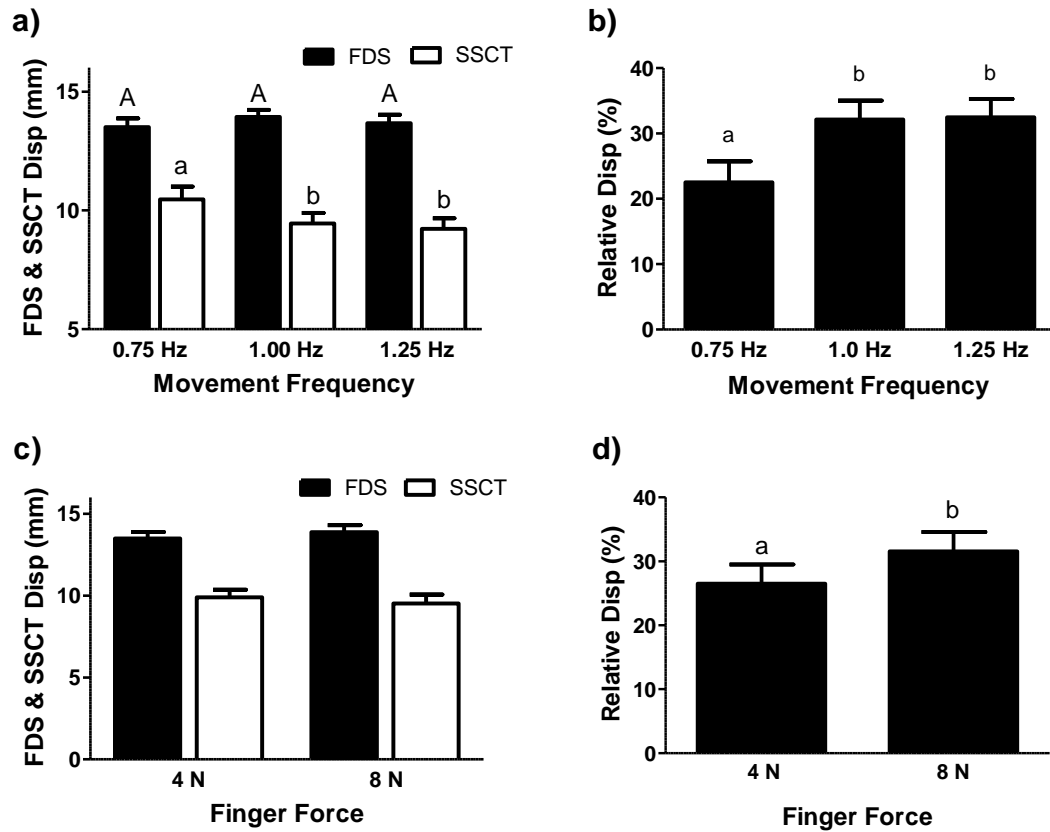 a)
FDS SSCT
FDS & SSCT Disp (mm)
15
10
5
A
a
A
b
A
b
0.75 Hz 1.00 Hz 1.25 Hz
Movement Frequency
b)
Relative Disp (%)
40
30
20
10
0
a
b
b
0.75 Hz 1.0 Hz 1.25 Hz
Movement Frequency
c)
FDS SSCT
FDS & SSCT Disp (mm)
15
10
5
0
4 N 8 N
Finger Force
d)
Relative Disp (%)
40
30
20
10
0
a
b
4 N 8 N
Finger Force